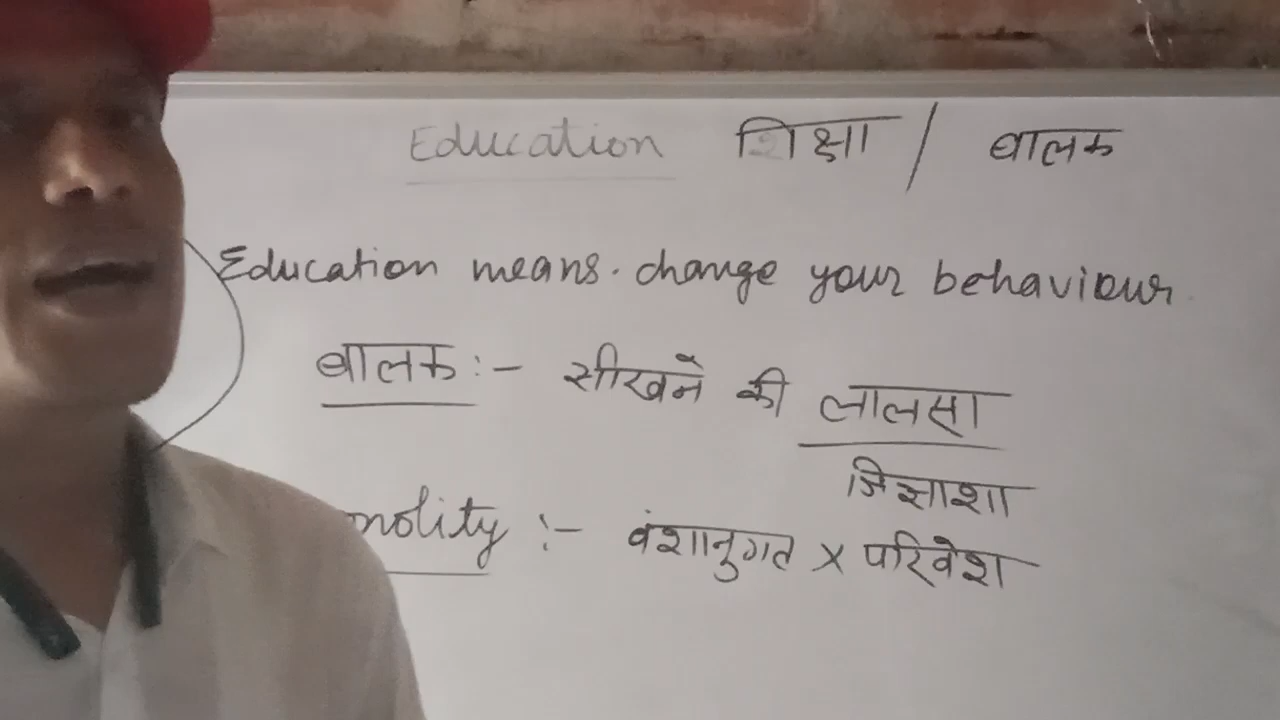 Education शिक्षा / बालक
Education means. change your behaviour
बालक :- सीखने की लालसा
जिज्ञाशा
nolity :- वंशानुगत x परिवेश